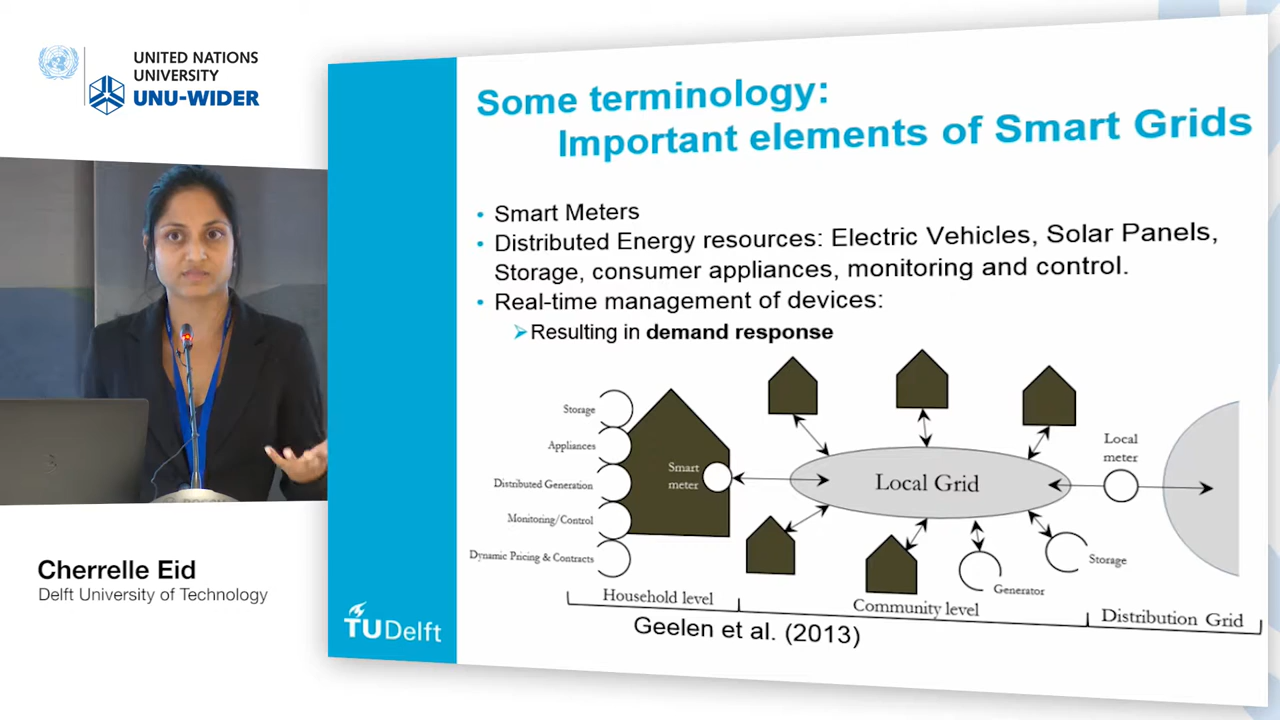 UNITED NATIONS
UNIVERSITY
UNU-WIDER
Some terminology:
Important elements of Smart Grids
• Smart Meters
• Distributed Energy resources: Electric Vehicles, Solar Panels,
Storage, consumer appliances, monitoring and control.
• Real-time management of devices:
➢Resulting in demand response
Storage
Appliances
Distributed Generation
Monitoring/Control
Dynamic Pricing & Contracts
Smart
meter
Local Grid
Local
meter
Generator
Storage
Household level
Community level
Distribution Grid
Geelen et al. (2013)
Cherrelle Eid
Delft University of Technology
TUDelft